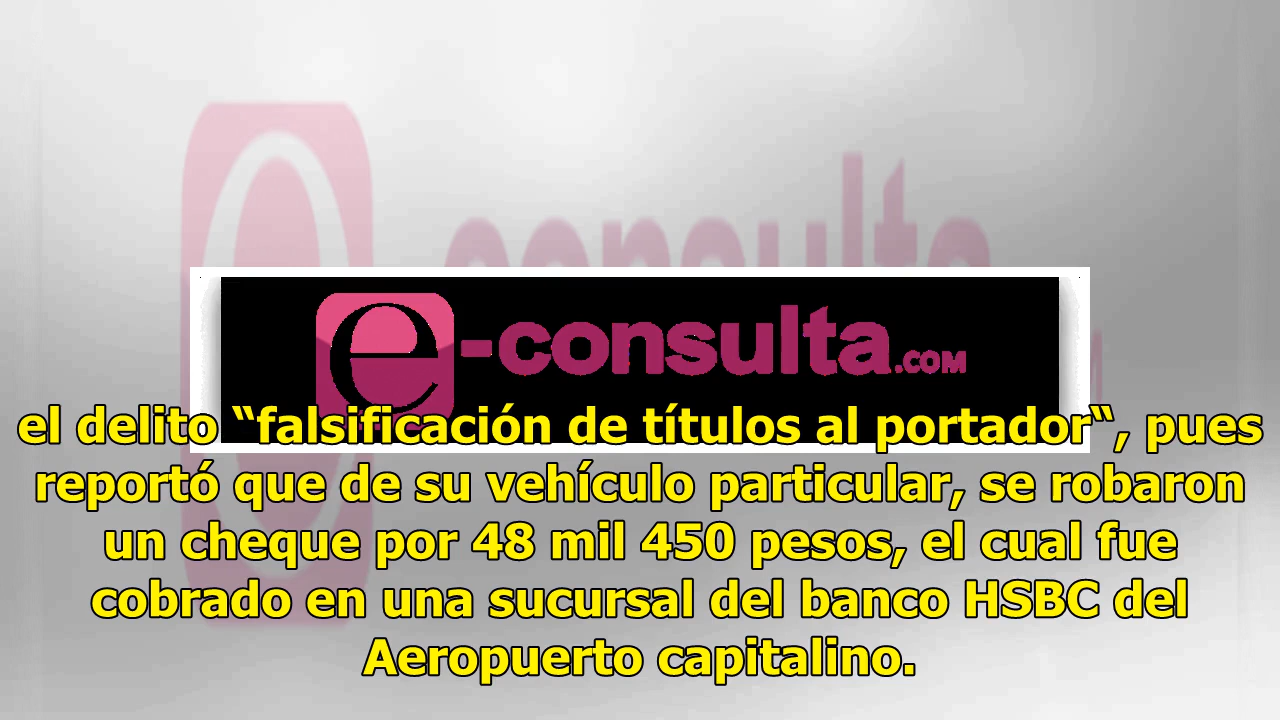 e-consulta
e-consulta.COM
el delito “falsificación de títulos al portador“, pues
reportó que de su vehículo particular, se robaron
un cheque por 48 mil 450 pesos, el cual fue
cobrado en una sucursal del banco HSBC del
Aeropuerto capitalino.